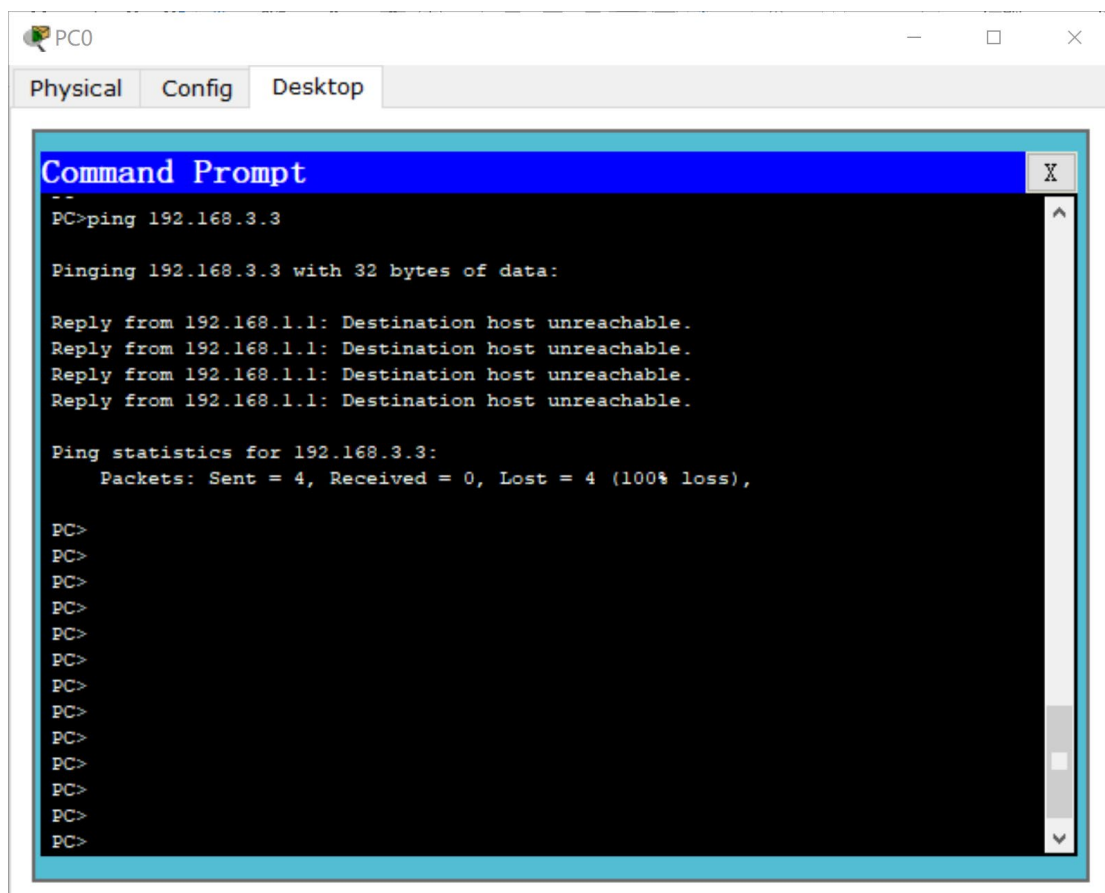 PC0
Physical Config Desktop
Command Prompt X
PC>ping 192.168.3.3
Pinging 192.168.3.3 with 32 bytes of data:
Reply from 192.168.1.1: Destination host unreachable.
Reply from 192.168.1.1: Destination host unreachable.
Reply from 192.168.1.1: Destination host unreachable.
Reply from 192.168.1.1: Destination host unreachable.
Ping statistics for 192.168.3.3:
Packets: Sent = 4, Received = 0, Lost = 4 (100% loss),
PC>
PC>
PC>
PC>
PC>
PC>
PC>
PC>
PC>
PC>
PC>
PC>
PC>